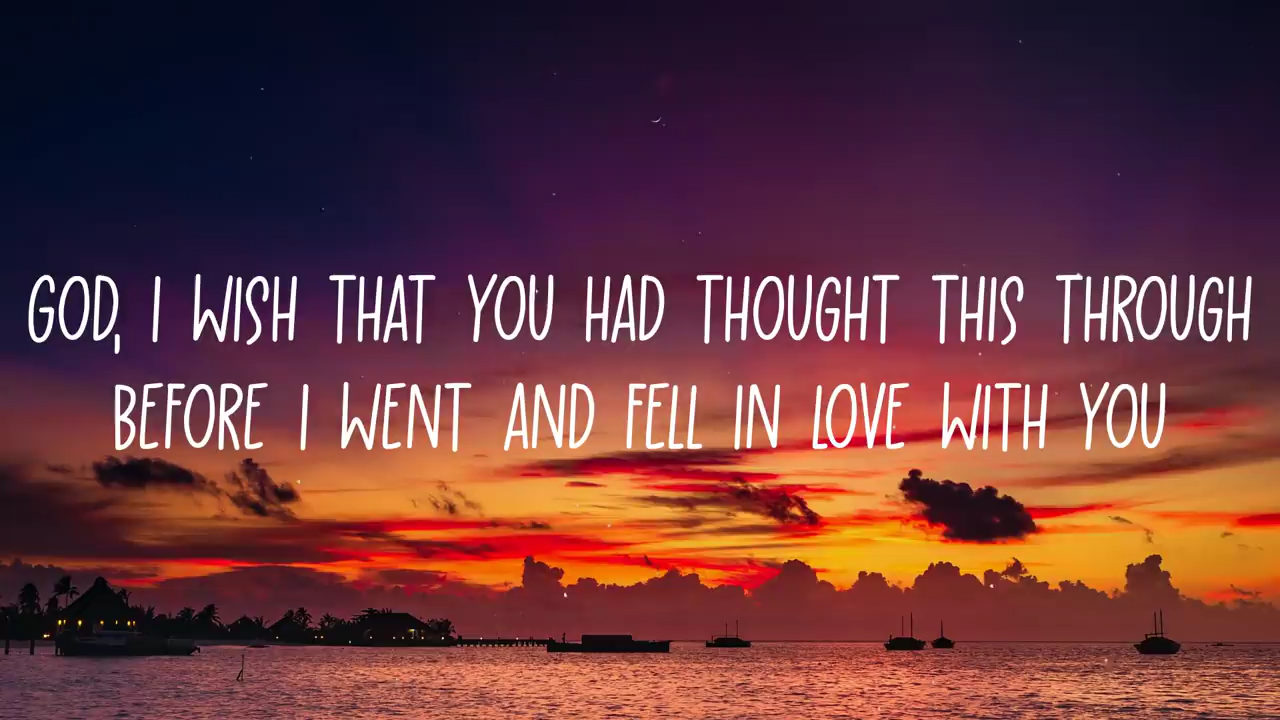 GOD, I WISH THAT YOU HAD THOUGHT THIS THROUGH
BEFORE I WENT AND FELL IN LOVE WITH YOU